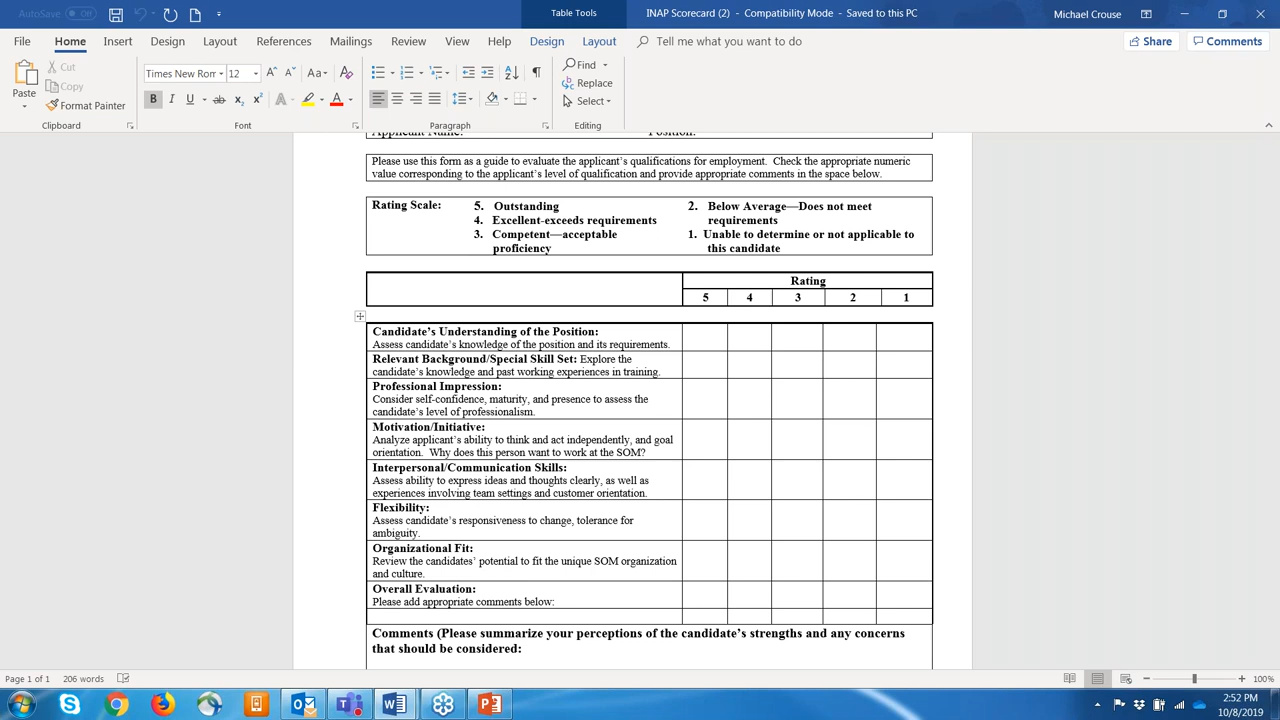 AutoSave Off
Table Tools
INAP Scorecard (2) - Compatibility Mode - Saved to this PC
Michael Crouse
File Home Insert Design Layout References Mailings Review View Help Design Layout Tell me what you want to do Share Comments
Paste
Cut
Copy
Format Painter
Clipboard
Times New Rom 12
Aa
B I U ab x₂ x²
A A
Font
Paragraph
Find
Replace
Select
Editing
Applicant Name: Position:
Please use this form as a guide to evaluate the applicant's qualifications for employment. Check the appropriate numeric
value corresponding to the applicant's level of qualification and provide appropriate comments in the space below.
Rating Scale:
5. Outstanding
4. Excellent-exceeds requirements
3. Competent—acceptable
proficiency
2. Below Average—Does not meet
requirements
1. Unable to determine or not applicable to
this candidate
Rating
5 4 3 2 1
Candidate's Understanding of the Position:
Assess candidate's knowledge of the position and its requirements.
Relevant Background/Special Skill Set: Explore the
candidate's knowledge and past working experiences in training.
Professional Impression:
Consider self-confidence, maturity, and presence to assess the
candidate's level of professionalism.
Motivation/Initiative:
Analyze applicant's ability to think and act independently, and goal
orientation. Why does this person want to work at the SOM?
Interpersonal/Communication Skills:
Assess ability to express ideas and thoughts clearly, as well as
experiences involving team settings and customer orientation.
Flexibility:
Assess candidate's responsiveness to change, tolerance for
ambiguity.
Organizational Fit:
Review the candidates' potential to fit the unique SOM organization
and culture.
Overall Evaluation:
Please add appropriate comments below:
Comments (Please summarize your perceptions of the candidate's strengths and any concerns
that should be considered:
Page 1 of 1 206 words 100%
2:52 PM
10/8/2019